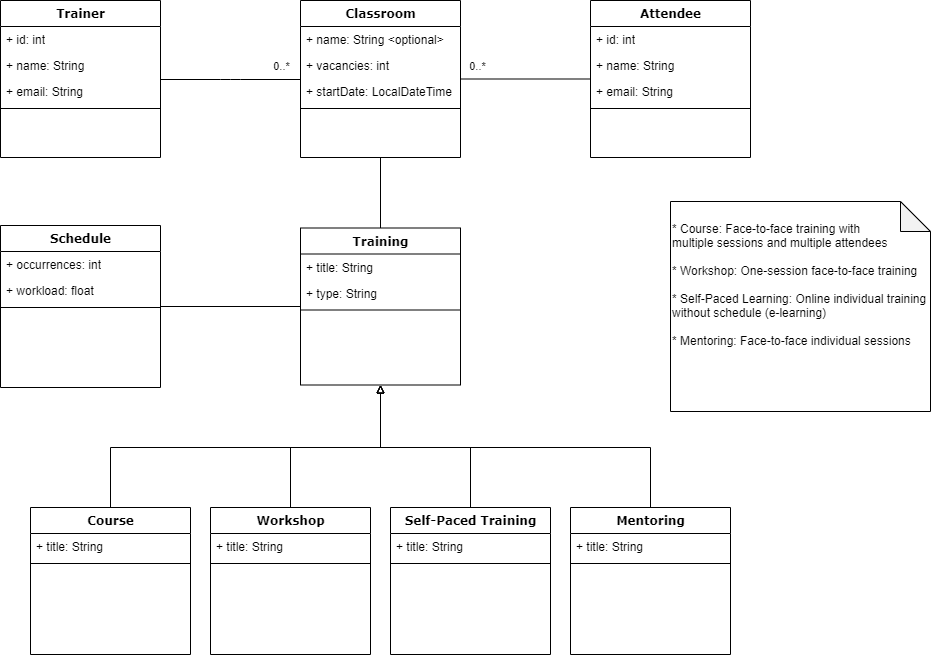 Trainer
+ id: int
+ name: String
+ email: String
0..*
Classroom
+ name: String <optional>
+ vacancies: int
+ startDate: LocalDateTime
0..*
Attendee
+ id: int
+ name: String
+ email: String
Schedule
+ occurrences: int
+ workload: float
Training
+ title: String
+ type: String
* Course: Face-to-face training with
multiple sessions and multiple attendees
* Workshop: One-session face-to-face training
* Self-Paced Learning: Online individual training
without schedule (e-learning)
* Mentoring: Face-to-face individual sessions
Course
+ title: String
Workshop
+ title: String
Self-Paced Training
+ title: String
Mentoring
+ title: String